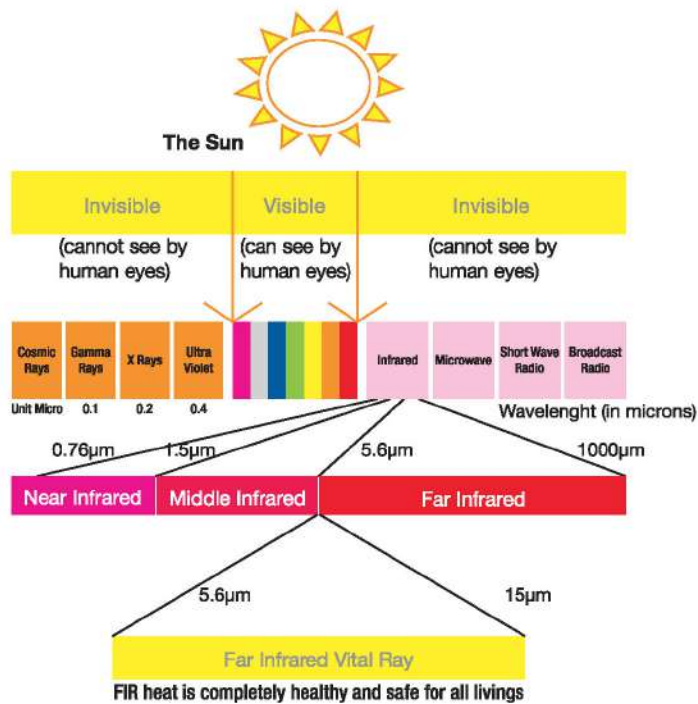 The Sun
Invisible Visible Invisible
(cannot see by (can see by (cannot see by
human eyes) human eyes) human eyes)
Cosmic Gamma X Rays Ultra Infrared Microwave Short Wave Broadcast
Rays Rays Violet Radio Radio
Unit Micro 0.1 0.2 0.4 Wavelenght (in microns)
0.76µm 1.5µm 5.6µm 1000µm
Near Infrared Middle Infrared Far Infrared
5.6µm 15µm
Far Infrared Vital Ray
FIR heat is completely healthy and safe for all livings